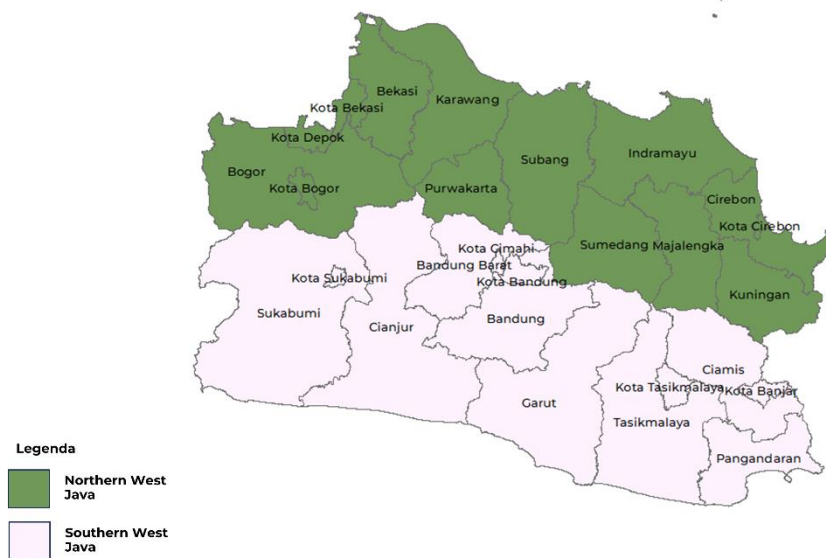 Bekasi
Karawang
Kota Bekasi
Kota Depok
Subang
Indramayu
Bogor
Kota Bogor
Purwakarta
Cirebon
Kota Cirebon
Sumedang
Majalengka
Kota Cimahi
Bandung Barat
Kota Bandung
Kota Sukabumi
Kuningan
Sukabumi
Cianjur
Bandung
Ciamis
Kota Tasikmalaya
Kota Banjar
Garut
Tasikmalaya
Pangandaran
Legenda
Northern West
Java
Southern West
Java